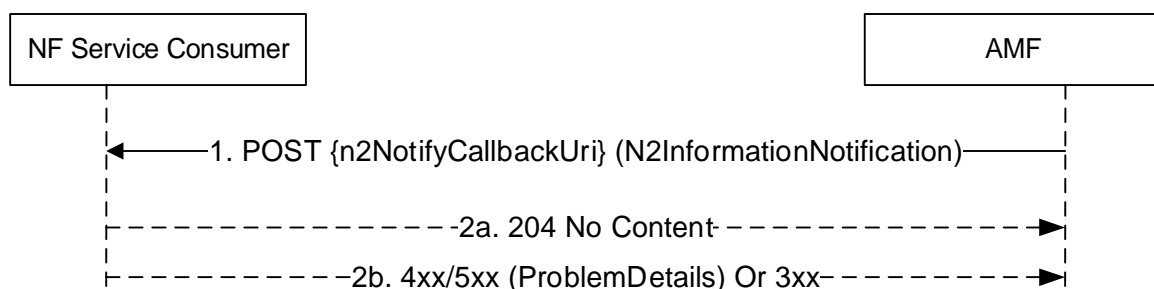 NF Service Consumer
AMF
1. POST {n2NotifyCallbackUri} (N2InformationNotification)
2a. 204 No Content
2b. 4xx/5xx (ProblemDetails) Or 3xx